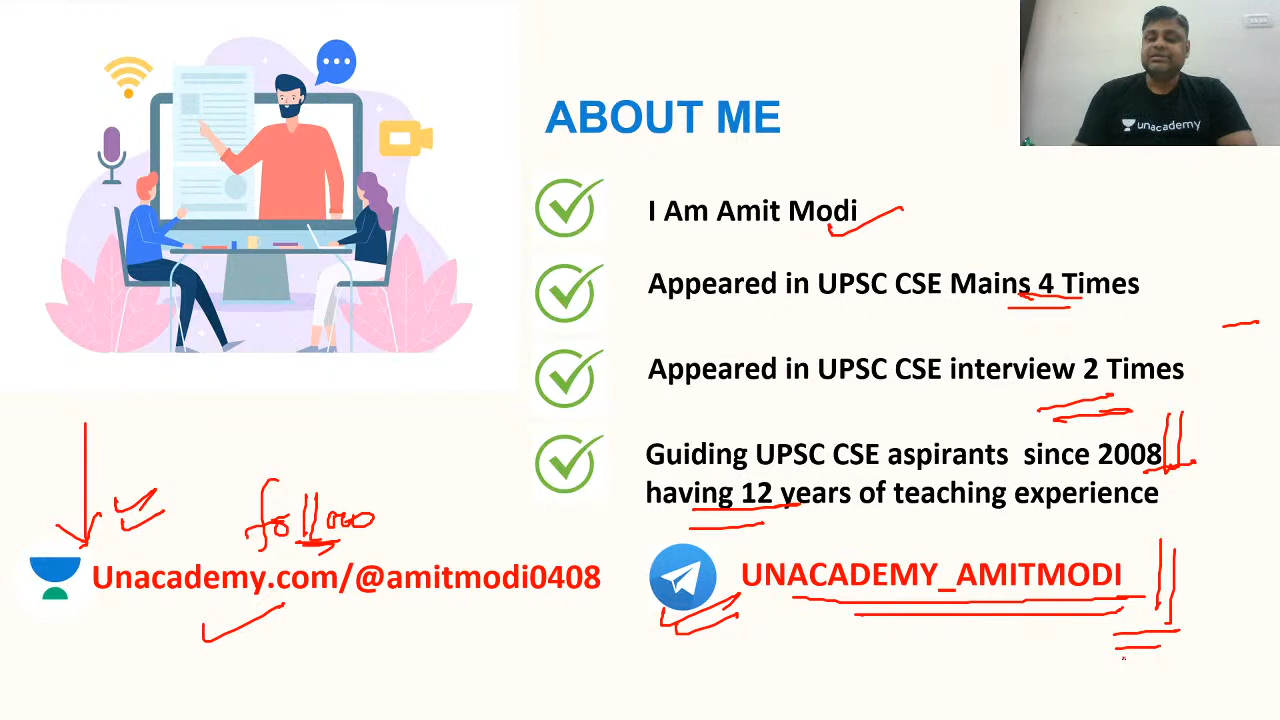 ABOUT ME
unacademy
I Am Amit Modi
Appeared in UPSC CSE Mains 4 Times
Appeared in UPSC CSE interview 2 Times
Guiding UPSC CSE aspirants since 2008
having 12 years of teaching experience
follow
Unacademy.com/@amitmodi0408
UNACADEMY_AMITMODI